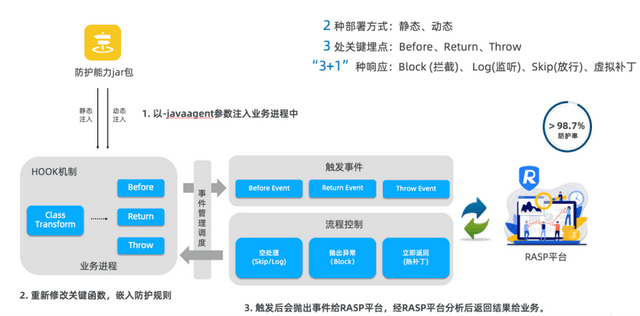 2 种部署方式：静态、动态
3 处关键埋点：Before、Return、Throw
“3+1” 种响应：Block (拦截)、 Log(监听)、Skip(放行)、虚拟补丁
防护能力jar包
静态注入
动态注入
1. 以-javaagent参数注入业务进程中
> 98.7%
防护率
HOOK机制
Class
Transform
Before
Return
Throw
业务进程
事件管理调度
触发事件
Before Event
Return Event
Throw Event
流程控制
空处理
(Skip/Log)
抛出异常
（Block）
立即返回
(热补丁)
R
RASP平台
2. 重新修改关键函数，嵌入防护规则
3. 触发后会抛出事件给RASP平台，经RASP平台分析后返回结果给业务。